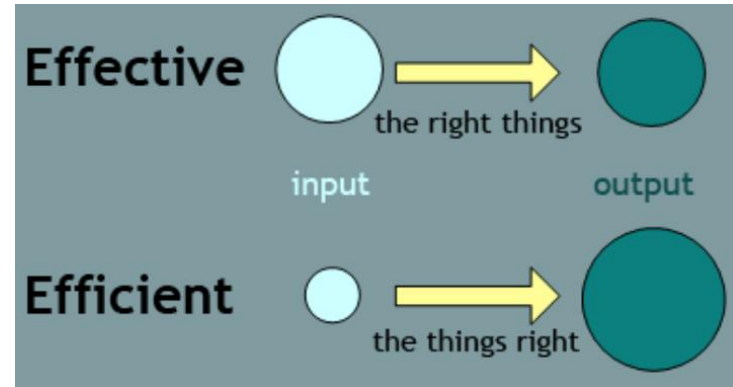 Effective
the right things
input
output
Efficient
the things right